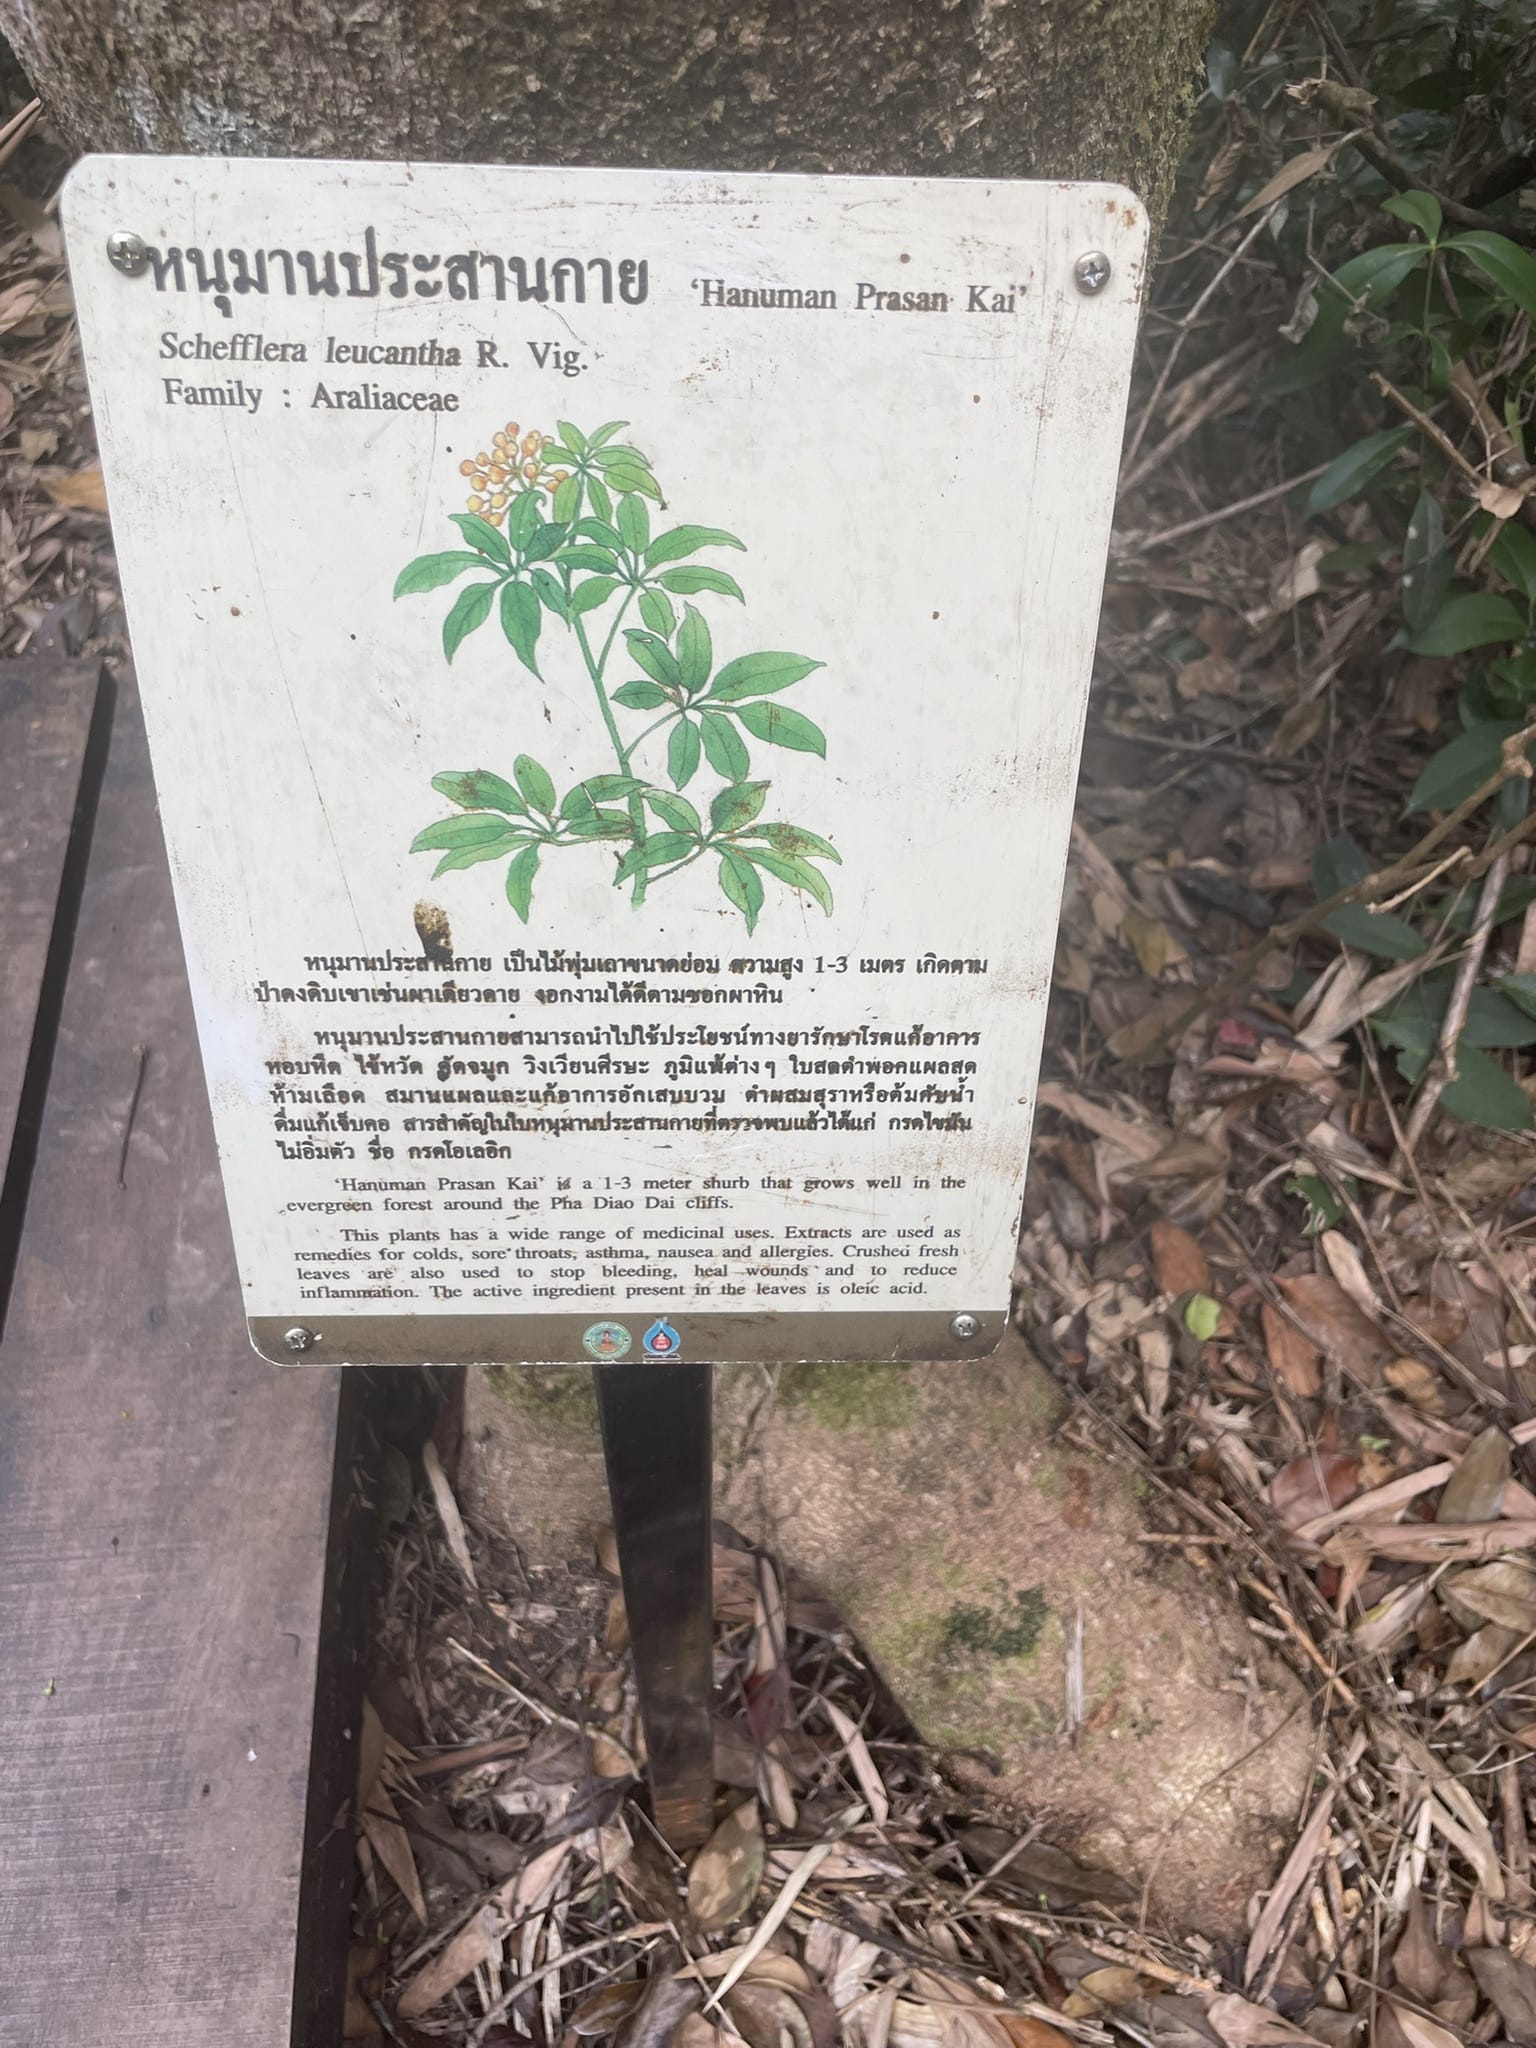 หนุมานประสานกาย 'Hanuman Prasan Kai'
Schefflera leucantha R. Vig.
Family : Araliaceae
หนุมานประสานกาย เป็นไม้พุ่มเถาขนาดย่อม ความสูง 1-3 เมตร เกิดตาม
ป่าดงดิบเขาเช่นผาเดียวดาย งอกงามได้ดีตามซอกผาหิน
หนุมานประสานกายสามารถนำไปใช้ประโยชน์ทางยารักษาโรคแก้อาการ
หอบหืด ไข้หวัด คัดจมูก วิงเวียนศีรษะ ภูมิแพ้ต่างๆ ใบสดตำพอกแผลสด
ห้ามเลือด สมานแผลและแก้อาการอักเสบบวม ตำผสมสุราหรือต้มกับน้ำ
ดื่มแก้เจ็บคอ สารสำคัญในใบหนุมานประสานกายที่ตรวจพบแล้วได้แก่ กรดไขมัน
ไม่อิ่มตัว ชื่อ กรดโอเลอิก
'Hanuman Prasan Kai' is a 1-3 meter shurb that grows well in the
evergreen forest around the Pha Diao Dai cliffs.
This plants has a wide range of medicinal uses. Extracts are used as
remedies for colds, sore throats, asthma, nausea and allergies. Crushed fresh
leaves are also used to stop bleeding, heal wounds and to reduce
inflammation. The active ingredient present in the leaves is oleic acid.